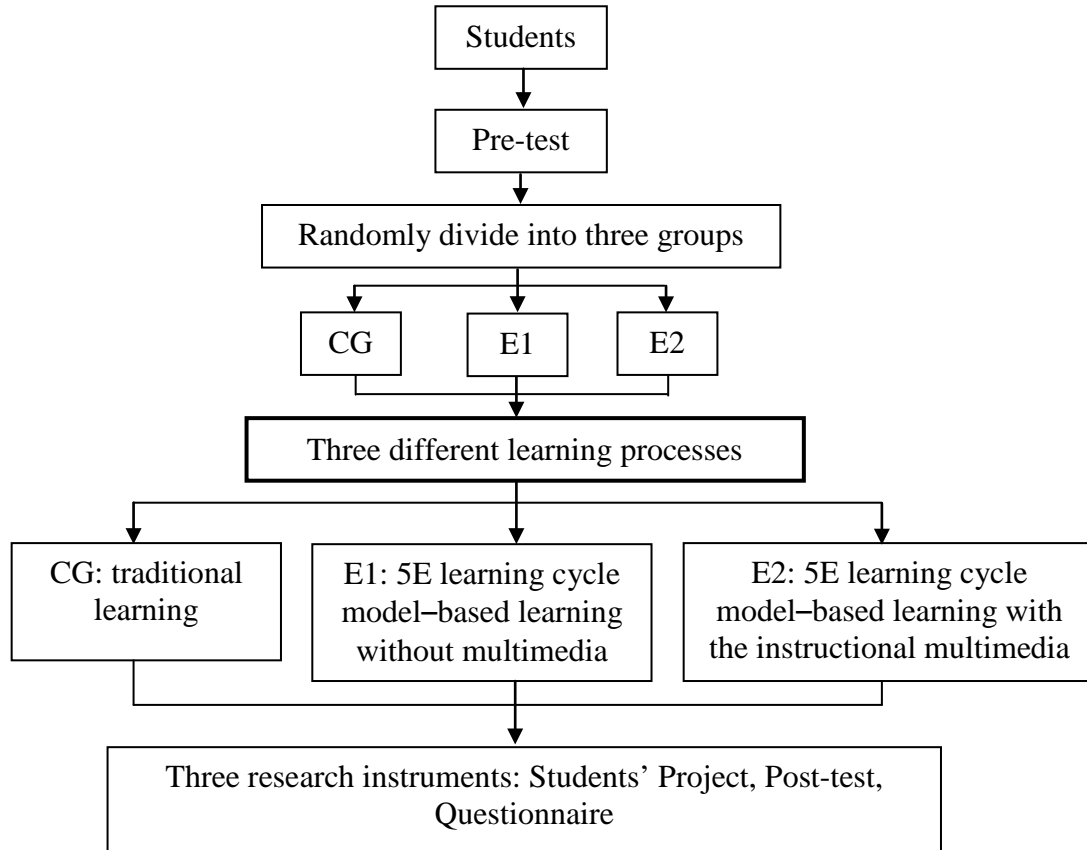 Students
Pre-test
Randomly divide into three groups
CG
E1
E2
Three different learning processes
CG: traditional
learning
E1: 5E learning cycle
model–based learning
without multimedia
E2: 5E learning cycle
model–based learning with
the instructional multimedia
Three research instruments: Students’ Project, Post-test,
Questionnaire